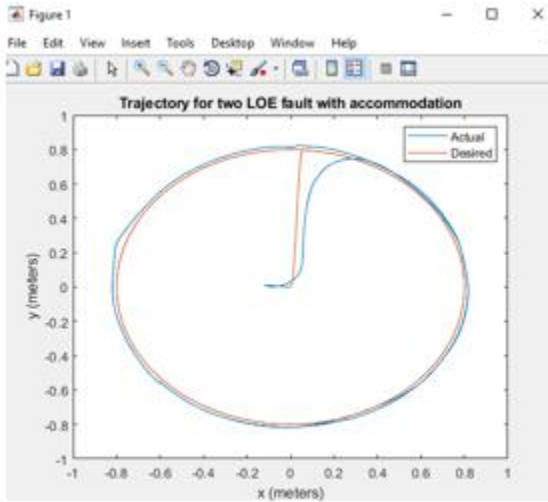 Figure 1
File Edit View Insert Tools Desktop Window Help
Trajectory for two LOE fault with accommodation
Actual
Desired
1
0.8
0.6
0.4
0.2
0
-0.2
-0.4
-0.6
-0.8
-1
y (meters)
-1 -0.8 -0.6 -0.4 -0.2 0 0.2 0.4 0.6 0.8 1
x (meters)